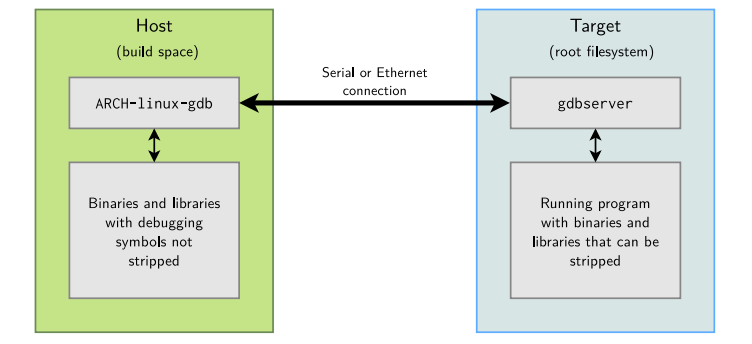 Host
(build space)
ARCH-linux-gdb
Binaries and libraries
with debugging
symbols not
stripped
Serial or Ethernet
connection
Target
(root filesystem)
gdbserver
Running program
with binaries and
libraries that can be
stripped